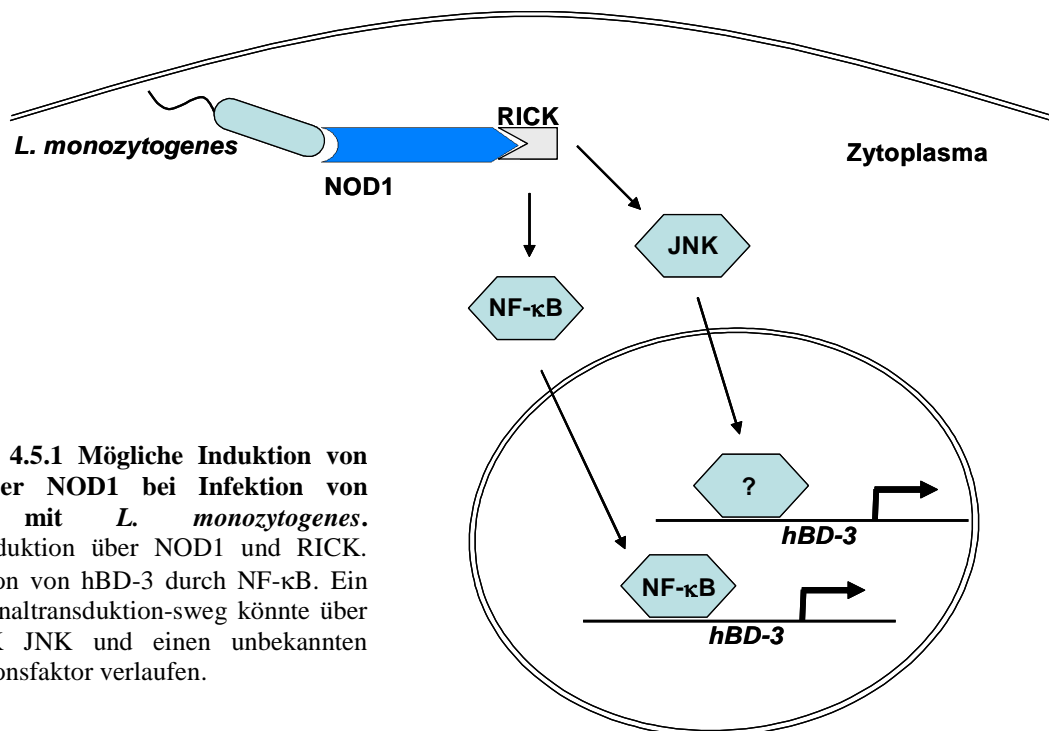 RICK
L. monozytogenes
Zytoplasma
NOD1
JNK
NF-κB
?
hBD-3
NF-κB
hBD-3
4.5.1 Mögliche Induktion von
er NOD1 bei Infektion von
mit L. monozytogenes.
duktion über NOD1 und RICK.
on von hBD-3 durch NF-κB. Ein
naltransduktion-sweg könnte über
K JNK und einen unbekannten
onsfaktor verlaufen.